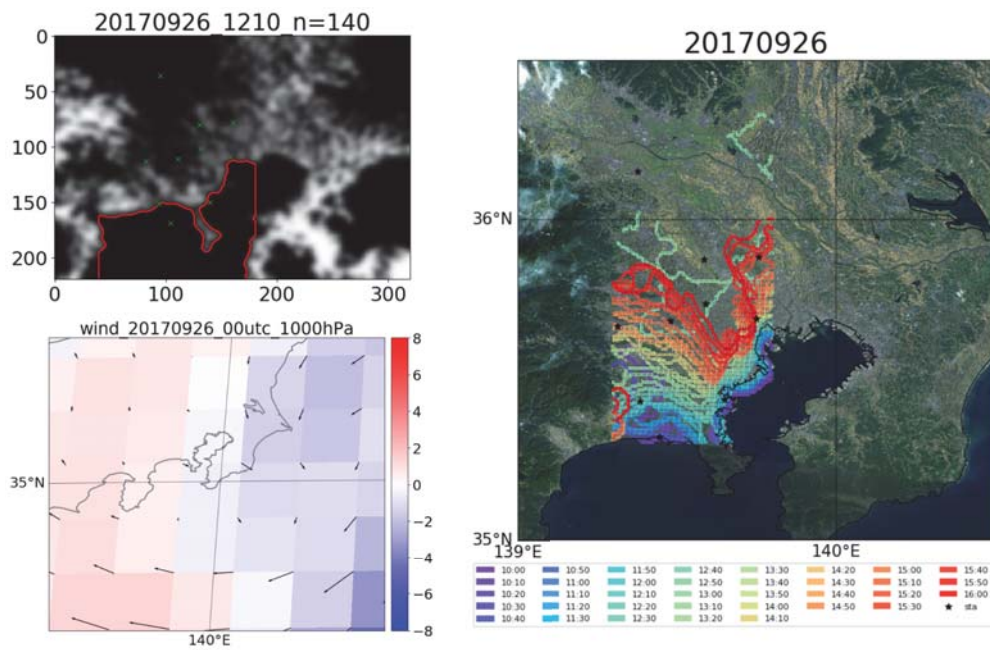 20170926_1210_n=140
0
50
100
150
200
0 100 200 300
wind_20170926_00utc_1000hPa
35°N
140°E
8
6
4
2
0
−2
−4
−6
−8
20170926
36°N
35°N
139°E 140°E
10:00 10:50 11:50 12:40 13:30 14:20 15:00 15:40
10:10 11:00 12:00 12:50 13:40 14:30 15:10 15:50
10:20 11:10 12:10 13:00 13:50 14:40 15:20 16:00
10:30 11:20 12:20 13:10 14:00 14:50 15:30 sta
10:40 11:30 12:30 13:20 14:10